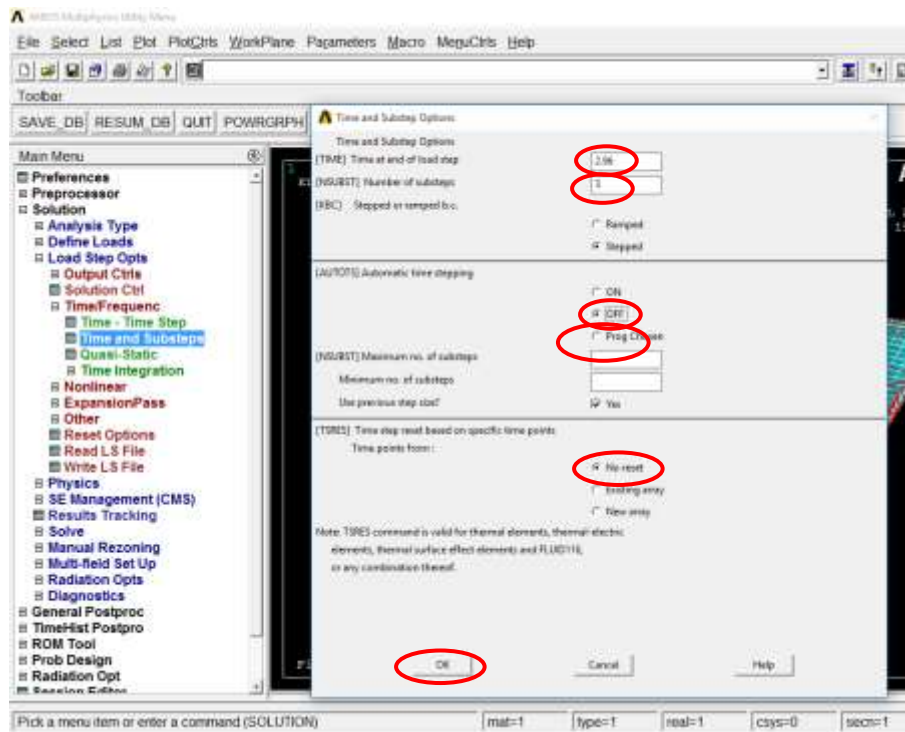 ANSYS Multiphysics Utility Menu
File Select List Plot PlotCtrls WorkPlane Parameters Macro MenuCtrls Help
Toolbar
SAVE_DB RESUM_DB QUIT POWRGRPH
Main Menu
Preferences
Preprocessor
Solution
Analysis Type
Define Loads
Load Step Opts
Output Ctrls
Solution Ctrl
Time/Frequenc
Time - Time Step
Time and Substeps
Quasi-Static
Time Integration
Nonlinear
ExpansionPass
Other
Reset Options
Read LS File
Write LS File
Physics
SE Management (CMS)
Results Tracking
Solve
Manual Rezoning
Multi-field Set Up
Radiation Opts
Diagnostics
General Postproc
TimeHist Postpro
ROM Tool
Prob Design
Radiation Opt
Session Editor
Time and Substep Options
Time and Substep Options
[TIME] Time at end of load step 2.96
[NSUBST] Number of substeps
[KBC] Stepped or ramped b.c.
Ramped
Stepped
[AUTOTS] Automatic time stepping
ON
OFF
Prog Chosen
[NSUBST] Maximum no. of substeps
Minimum no. of substeps
Use previous step size? Yes
[TSRES] Time step reset based on specific time points
Time points from :
No reset
Existing array
New array
Note: TSRES command is valid for thermal elements, thermal-electric
elements, thermal surface effect elements and FLUID116,
or any combination thereof.
OK Cancel Help
Pick a menu item or enter a command (SOLUTION) mat=1 type=1 real=1 csys=0 secn=1